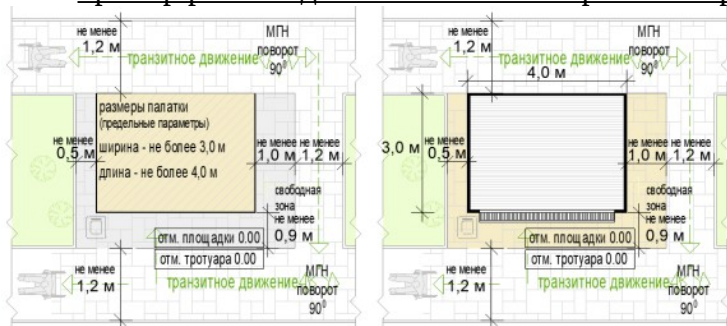 не менее
1,2 м
транзитное движение
МГН
поворот
90⁰
размеры палатки
(предельные параметры)
ширина - не более 3,0 м
длина - не более 4,0 м
не менее
0,5 м
не менее
1,0 м
не менее
1,2 м
свободная
зона
не менее
0,9 м
отм. площадки 0.00
отм. тротуара 0.00
не менее
1,2 м
транзитное движение
МГН
поворот
90⁰
не менее
1,2 м
транзитное движение
МГН
поворот
90⁰
4,0 м
3,0 м
не менее
0,5 м
не менее
1,0 м
не менее
1,2 м
свободная
зона
не менее
0,9 м
отм. площадки 0.00
отм. тротуара 0.00
не менее
1,2 м
транзитное движение
МГН
поворот
90⁰